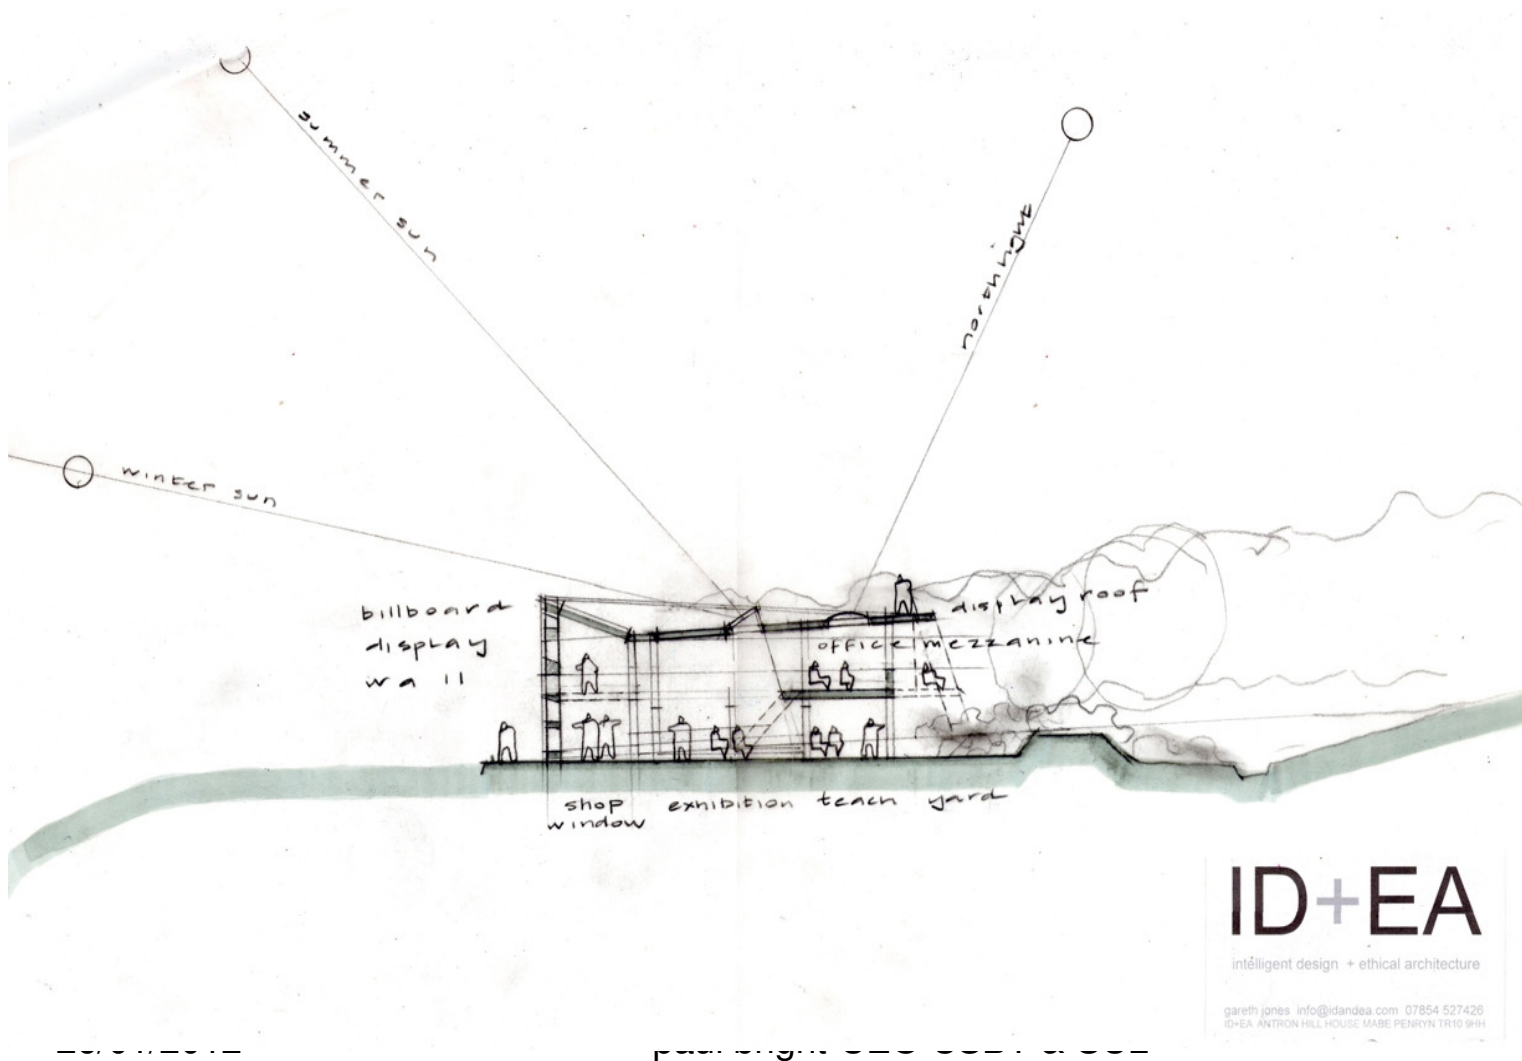 summer sun
northlight
winter sun
billboard
display
wall
display roof
office mezzanine
shop
window
exhibition
teach
yard
ID+EA
intelligent design + ethical architecture
gareth jones info@idandea.com 07854 527426
ID+EA ANTRON HILL HOUSE MABE PENRYN TR10 9HH